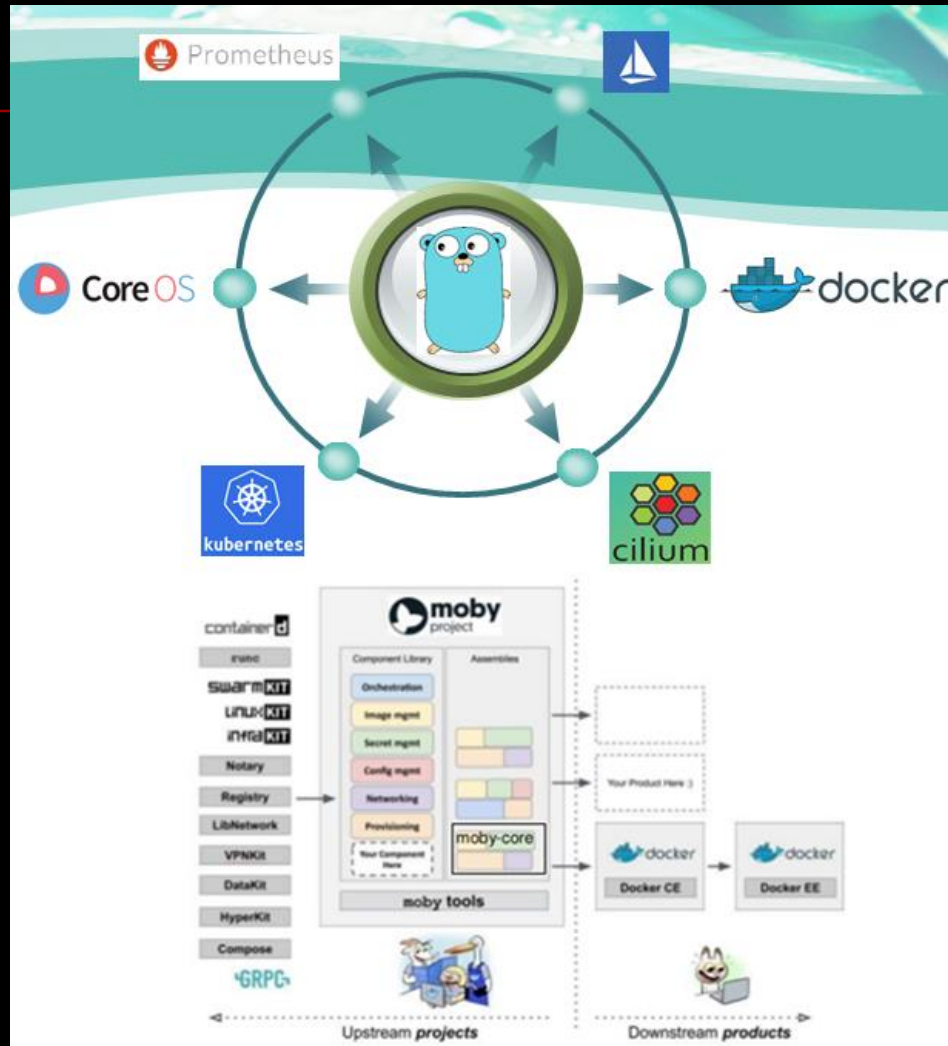 Prometheus
Core OS
docker
kubernetes
cilium
containerd
runc
moby
project
Component Library
Assemblies
swarmKIT
LinuxKIT
infraKIT
Orchestration
Image mgmt
Secret mgmt
Config mgmt
Networking
Provisioning
Your Component
Here
Notary
Registry
LibNetwork
VPNKit
DataKit
HyperKit
Compose
GRPC
moby-core
moby tools
Your Product Here :)
docker
Docker CE
docker
Docker EE
Upstream projects
Downstream products